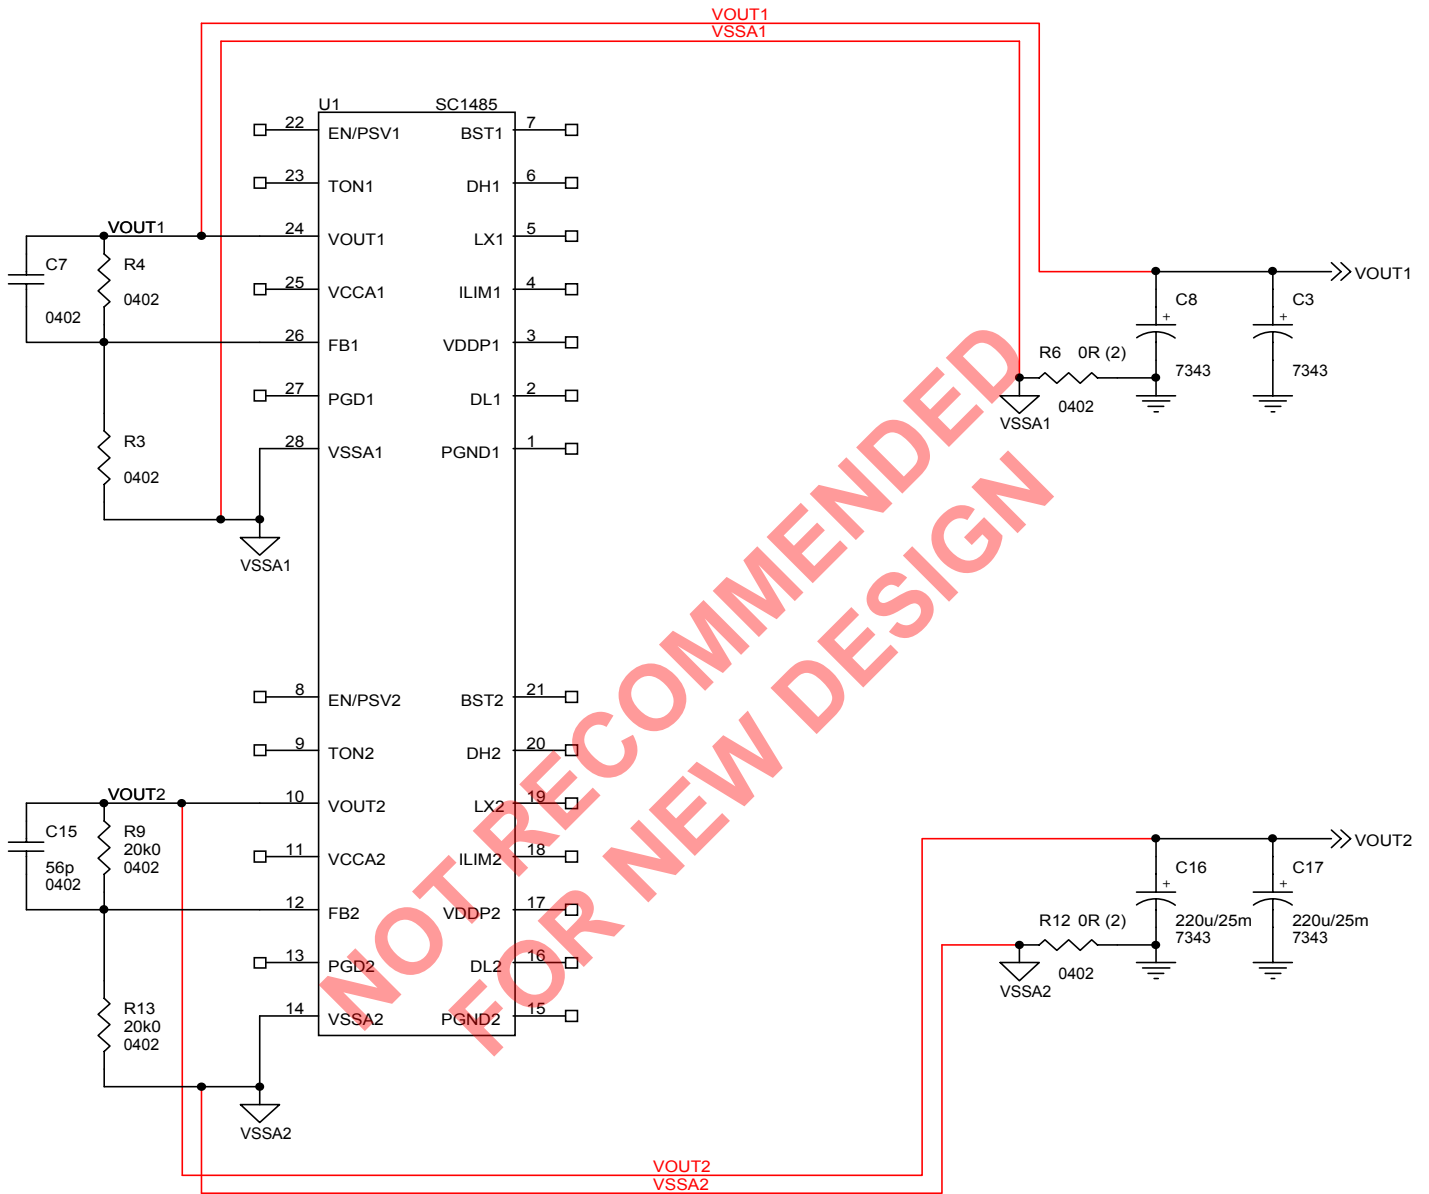 VOUT1
VSSA1
U1 SC1485
22 EN/PSV1 BST1 7
23 TON1 DH1 6
VOUT1 24 VOUT1 LX1 5
C7 R4
0402 0402
25 VCCA1 ILIM1 4
26 FB1 VDDP1 3
27 PGD1 DL1 2
R3
0402
28 VSSA1 PGND1 1
VSSA1
VOUT1
C8 C3
+ +
R6 0R (2)
7343 7343
0402
VSSA1
NOT RECOMMENDED
FOR NEW DESIGN
8 EN/PSV2 BST2 21
9 TON2 DH2 20
VOUT2 10 VOUT2 LX2 19
C15 R9
20k0
56p 0402
0402
11 VCCA2 ILIM2 18
12 FB2 VDDP2 17
13 PGD2 DL2 16
R13
20k0
0402
14 VSSA2 PGND2 15
VSSA2
VOUT2
C16 C17
+ +
R12 0R (2)
220u/25m 220u/25m
7343 7343
0402
VSSA2
VOUT2
VSSA2